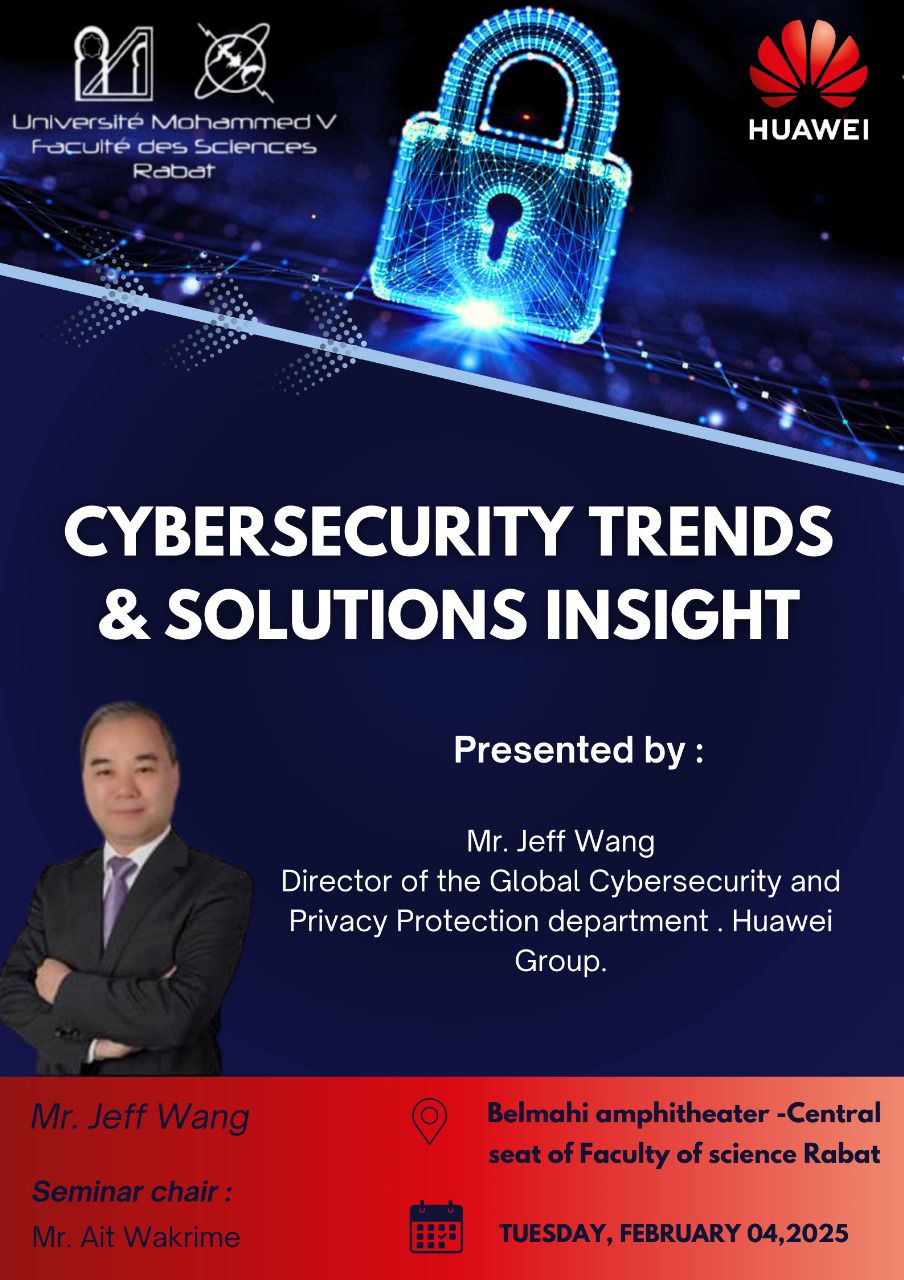 Université Mohammed V
Faculté des Sciences
Rabat
HUAWEI
CYBERSECURITY TRENDS
& SOLUTIONS INSIGHT
Presented by :
Mr. Jeff Wang
Director of the Global Cybersecurity and
Privacy Protection department . Huawei
Group.
Mr. Jeff Wang
Seminar chair :
Mr. Ait Wakrime
Belmahi amphitheater -Central
seat of Faculty of science Rabat
TUESDAY, FEBRUARY 04,2025